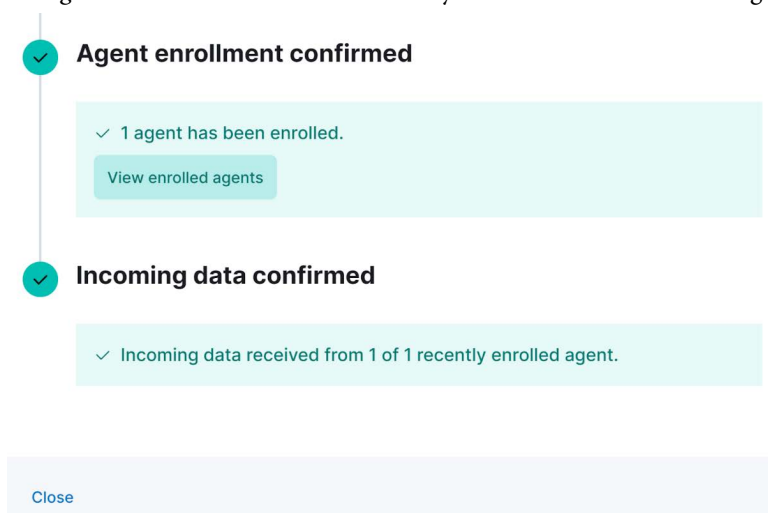 Agent enrollment confirmed
1 agent has been enrolled.
View enrolled agents
Incoming data confirmed
Incoming data received from 1 of 1 recently enrolled agent.
Close